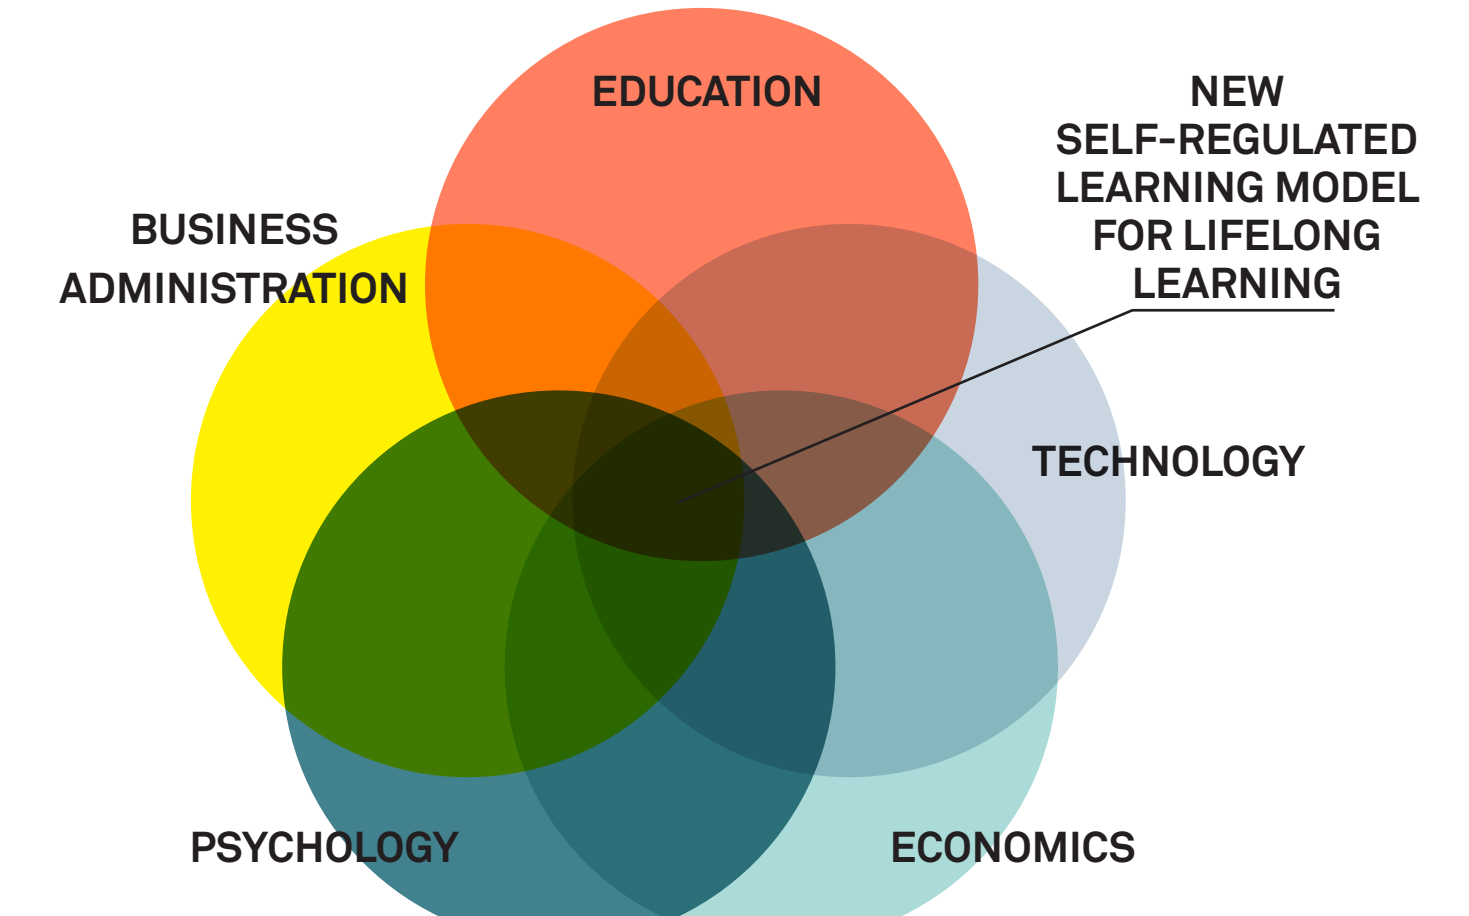 EDUCATION
NEW
SELF-REGULATED
LEARNING MODEL
FOR LIFELONG
LEARNING
BUSINESS
ADMINISTRATION
TECHNOLOGY
PSYCHOLOGY
ECONOMICS